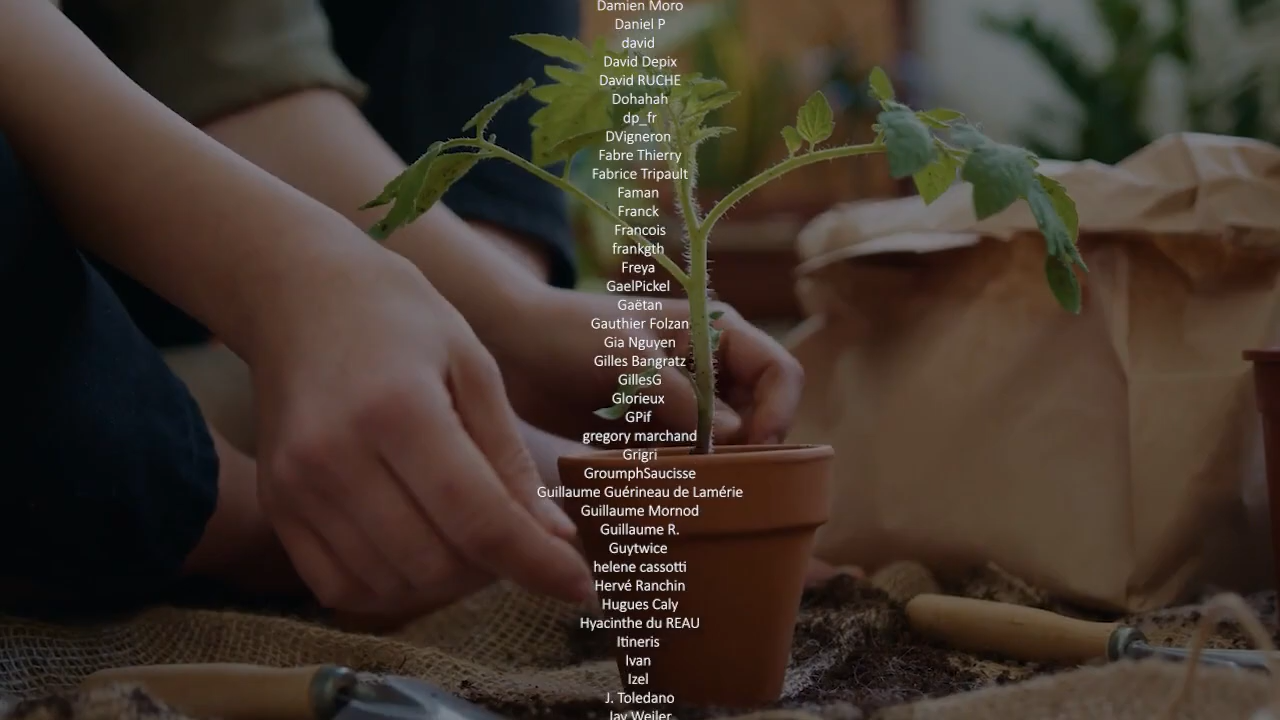 Damien Moro
Daniel P
david
David Depix
David RUCHE
Dohahah
dp_fr
DVigneron
Fabre Thierry
Fabrice Tripault
Faman
Franck
Francois
frankgth
Freya
GaelPickel
Gaëtan
Gauthier Folzan
Gia Nguyen
Gilles Bangratz
GillesG
Glorieux
GPif
gregory marchand
Grigri
GroumphSaucisse
Guillaume Guérineau de Lamérie
Guillaume Mornod
Guillaume R.
Guytwice
helene cassotti
Hervé Ranchin
Hugues Caly
Hyacinthe du REAU
Itineris
Ivan
Izel
J. Toledano
Jay Weiler